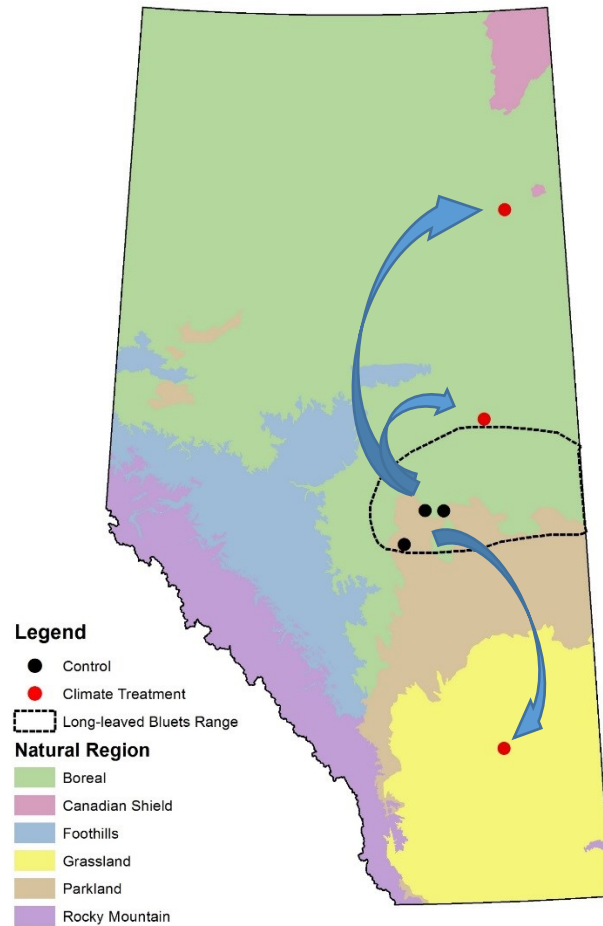 Legend
Control
Climate Treatment
Long-leaved Bluets Range
Natural Region
Boreal
Canadian Shield
Foothills
Grassland
Parkland
Rocky Mountain